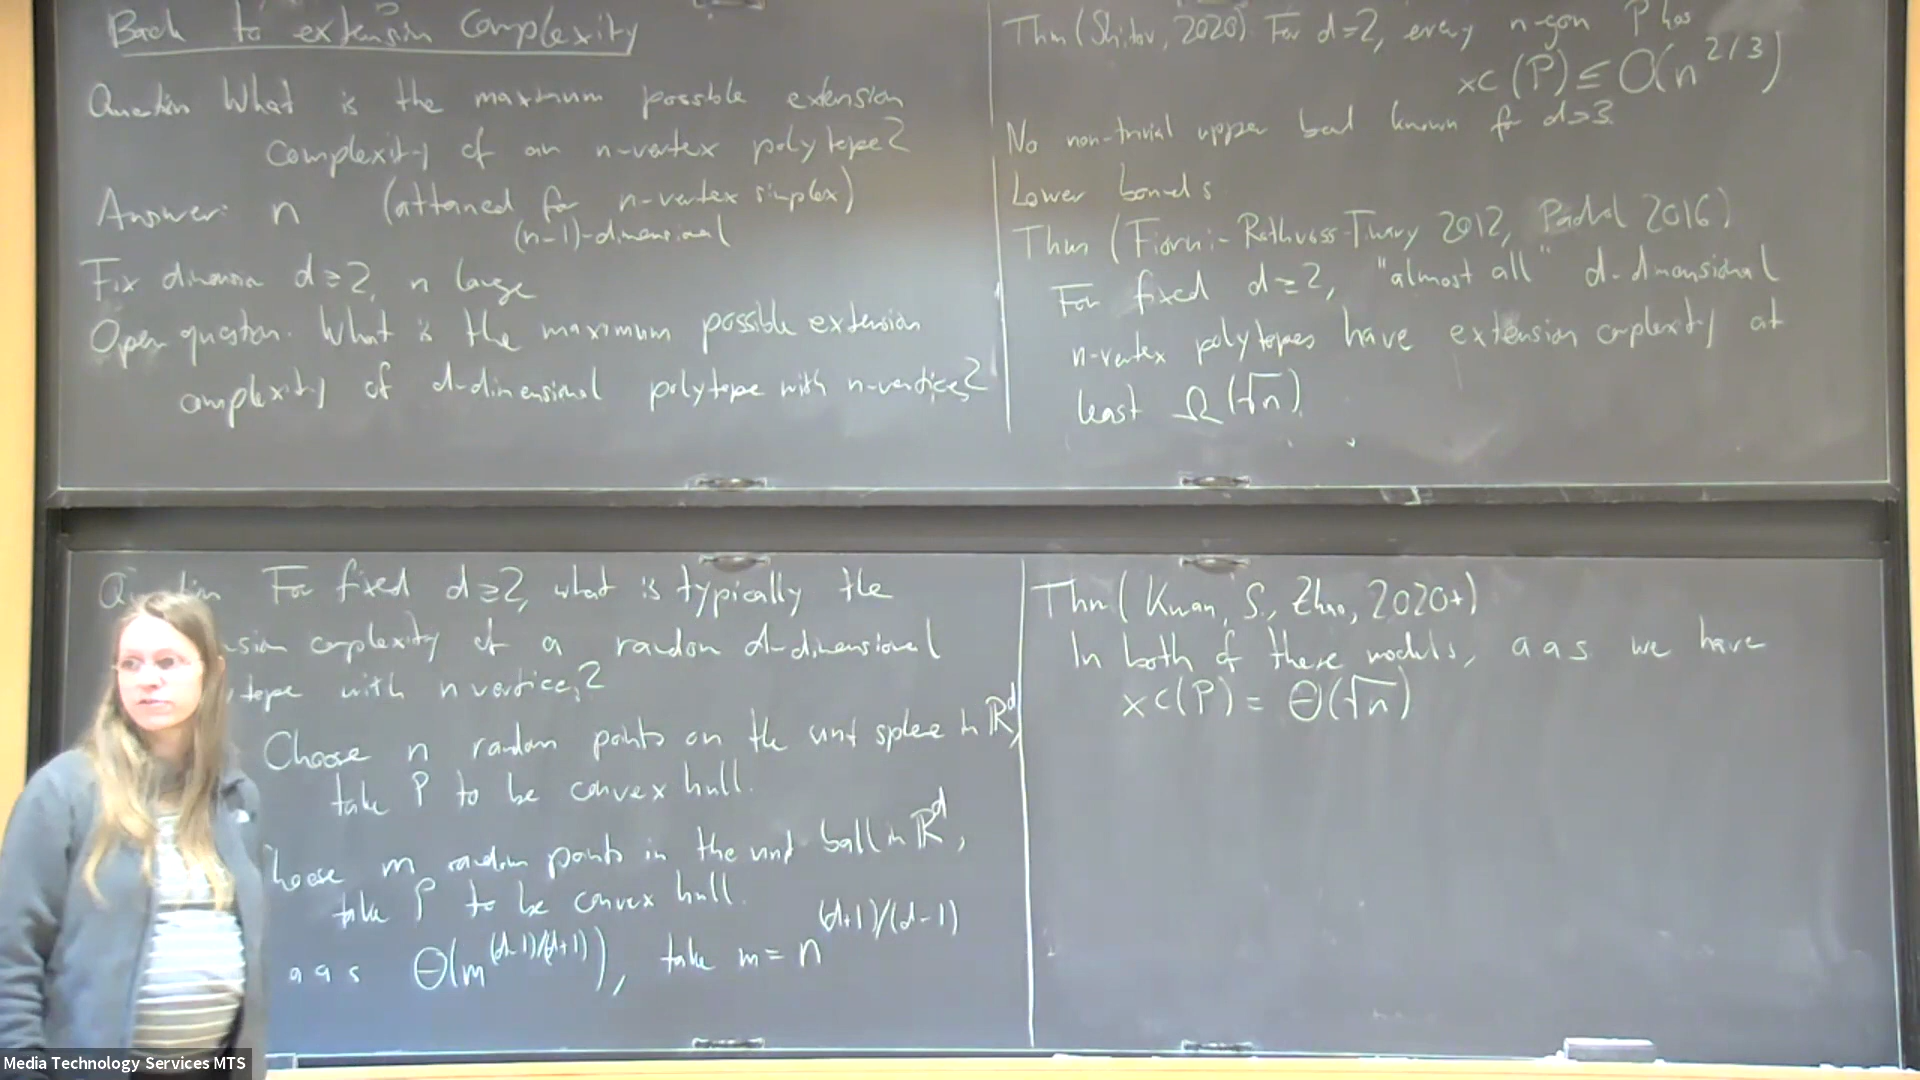 Back to extension complexity
Question What is the maximum possible extension
complexity of an n-vertex polytope?
Answer: n (attained for n-vertex simplex)
(n-1)-dimensional
Fix dimension d≥2, n large
Open question. What is the maximum possible extension
complexity of d-dimensional polytope with n-vertices?
Thm (Shitov, 2020) For d=2, every n-gon P has
xc(P) ≤ O(n^{2/3})
No non-trivial upper bd known for d≥3.
Lower bounds
Thm (Fiorini-Rothvoss-Tiwary 2012, Padrol 2016)
For fixed d≥2, "almost all" d-dimensional
n-vertex polytopes have extension complexity at
least Ω(√n).
For fixed d≥2, what is typically the
complexity of a random d-dimensional
with n vertices?
Choose n random points on the unit sphere in ℝ^d,
take P to be convex hull.
m random points in the unit ball in ℝ^d,
take P to be convex hull.
aas Θ(m^{(d-1)/(d+1)}), take m = n^{(d+1)/(d-1)}
Thm (Kwan, S., Zhao, 2020+)
In both of these models, aas we have
xc(P) = Θ(√n)
Media Technology Services MTS